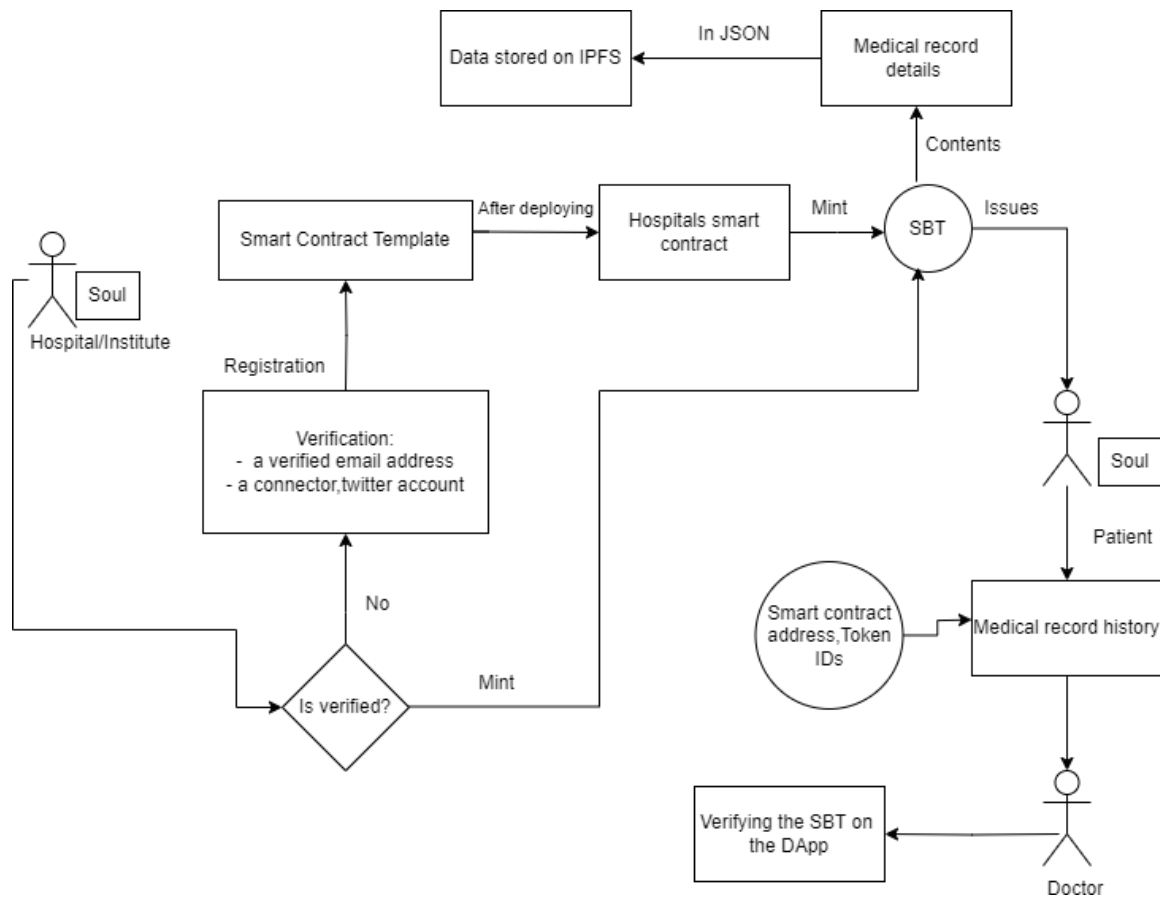 In JSON
Data stored on IPFS
Medical record
details
Contents
After deploying
Hospitals smart
contract
Mint
Issues
Smart Contract Template
SBT
Soul
Hospital/Institute
Registration
Verification:
- a verified email address
- a connector,twitter account
Soul
Patient
No
Smart contract
address,Token
IDs
Medical record history
Is verified?
Mint
Verifying the SBT on
the DApp
Doctor